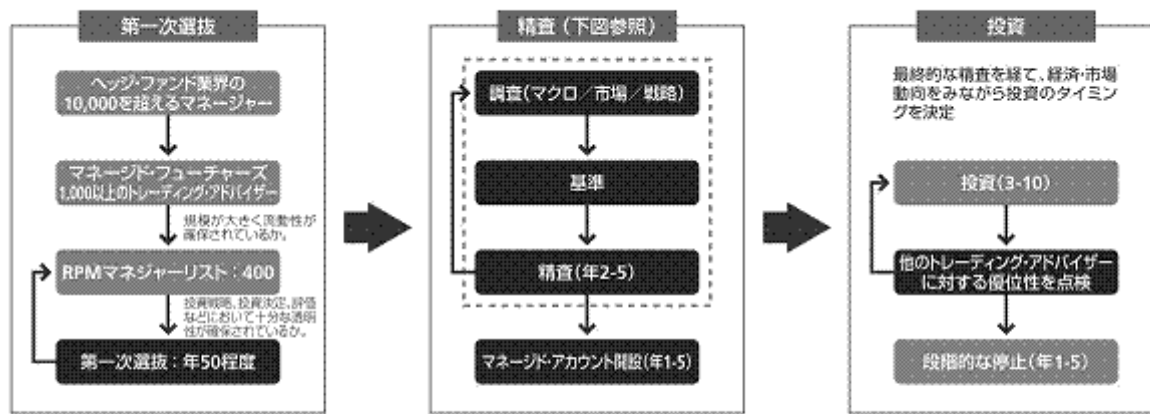 第一次選抜
ヘッジ・ファンド業界の
10,000を超えるマネージャー
マネージド・フューチャーズ
1,000以上のトレーディング・アドバイザー
規模が大きく流動性が
確保されているか。
RPMマネジャーリスト：400
投資戦略、投資決定、評価
などにおいて十分な透明
性が確保されているか。
第一次選抜：年50程度
精査（下図参照）
調査（マクロ／市場／戦略）
基準
精査（年2-5）
マネージド・アカウント開設（年1-5）
投資
最終的な精査を経て、経済・市場
動向をみながら投資のタイミン
グを決定
投資（3-10）
他のトレーディング・アドバイザー
に対する優位性を点検
段階的な停止（年1-5）